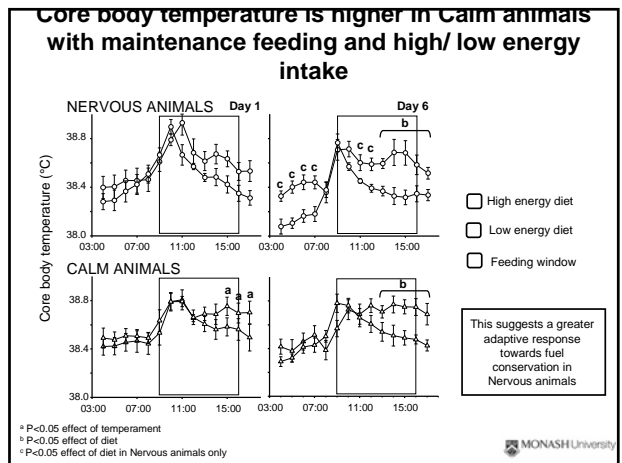 Core body temperature is higher in Calm animals
with maintenance feeding and high/ low energy
intake
NERVOUS ANIMALS
Day 1
Day 6
b
38.8
38.4
38.0
c c c c
c c
03:00 07:00 11:00 15:00
03:00 07:00 11:00 15:00
Core body temperature (°C)
High energy diet
Low energy diet
Feeding window
CALM ANIMALS
38.8
38.4
38.0
a a a
b
03:00 07:00 11:00 15:00
03:00 07:00 11:00 15:00
This suggests a greater
adaptive response
towards fuel
conservation in
Nervous animals
a P<0.05 effect of temperament
b P<0.05 effect of diet
c P<0.05 effect of diet in Nervous animals only
MONASH University